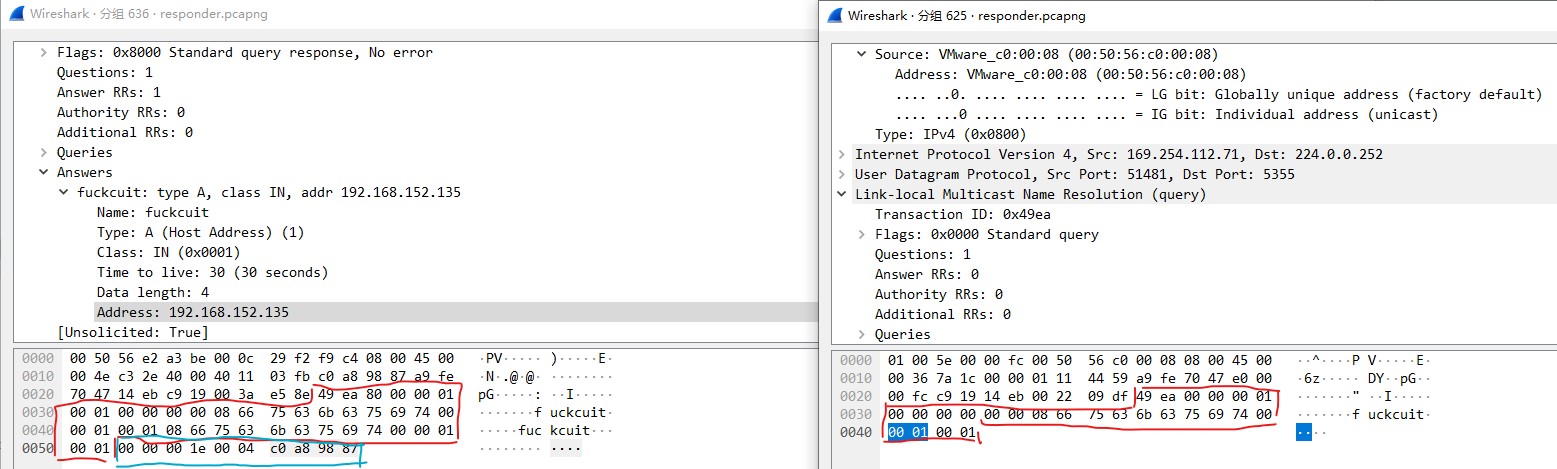 Wireshark · 分组 636 · responder.pcapng
Flags: 0x8000 Standard query response, No error
Questions: 1
Answer RRs: 1
Authority RRs: 0
Additional RRs: 0
Queries
Answers
fuckcuit: type A, class IN, addr 192.168.152.135
Name: fuckcuit
Type: A (Host Address) (1)
Class: IN (0x0001)
Time to live: 30 (30 seconds)
Data length: 4
Address: 192.168.152.135
[Unsolicited: True]
0000 00 50 56 e2 a3 be 00 0c 29 f2 f9 c4 08 00 45 00 ·PV·····)·····E·
0010 00 4e c3 2e 40 00 40 11 03 fb c0 a8 98 87 a9 fe ·N·.@·@·········
0020 70 47 14 eb c9 19 00 3a e5 8e 49 ea 80 00 00 01 pG·····:··I·····
0030 00 01 00 00 00 00 08 66 75 63 6b 63 75 69 74 00 ·······fuckcuit·
0040 00 01 00 01 08 66 75 63 6b 63 75 69 74 00 00 01 ·····fuckcuit···
0050 00 01 00 00 00 1e 00 04 c0 a8 98 87 ············
Wireshark · 分组 625 · responder.pcapng
Source: VMware_c0:00:08 (00:50:56:c0:00:08)
Address: VMware_c0:00:08 (00:50:56:c0:00:08)
.... ..0. .... .... .... .... = LG bit: Globally unique address (factory default)
.... ...0 .... .... .... .... = IG bit: Individual address (unicast)
Type: IPv4 (0x0800)
Internet Protocol Version 4, Src: 169.254.112.71, Dst: 224.0.0.252
User Datagram Protocol, Src Port: 51481, Dst Port: 5355
Link-local Multicast Name Resolution (query)
Transaction ID: 0x49ea
Flags: 0x0000 Standard query
Questions: 1
Answer RRs: 0
Authority RRs: 0
Additional RRs: 0
Queries
0000 01 00 5e 00 00 fc 00 50 56 c0 00 08 08 00 45 00 ··^····PV·····E·
0010 00 36 7a 1c 00 00 01 11 44 59 a9 fe 70 47 e0 00 ·6z·····DY··pG··
0020 00 fc c9 19 14 eb 00 22 09 df 49 ea 00 00 00 01 ·······"··I·····
0030 00 00 00 00 00 00 08 66 75 63 6b 63 75 69 74 00 ·······fuckcuit·
0040 00 01 00 01 ····